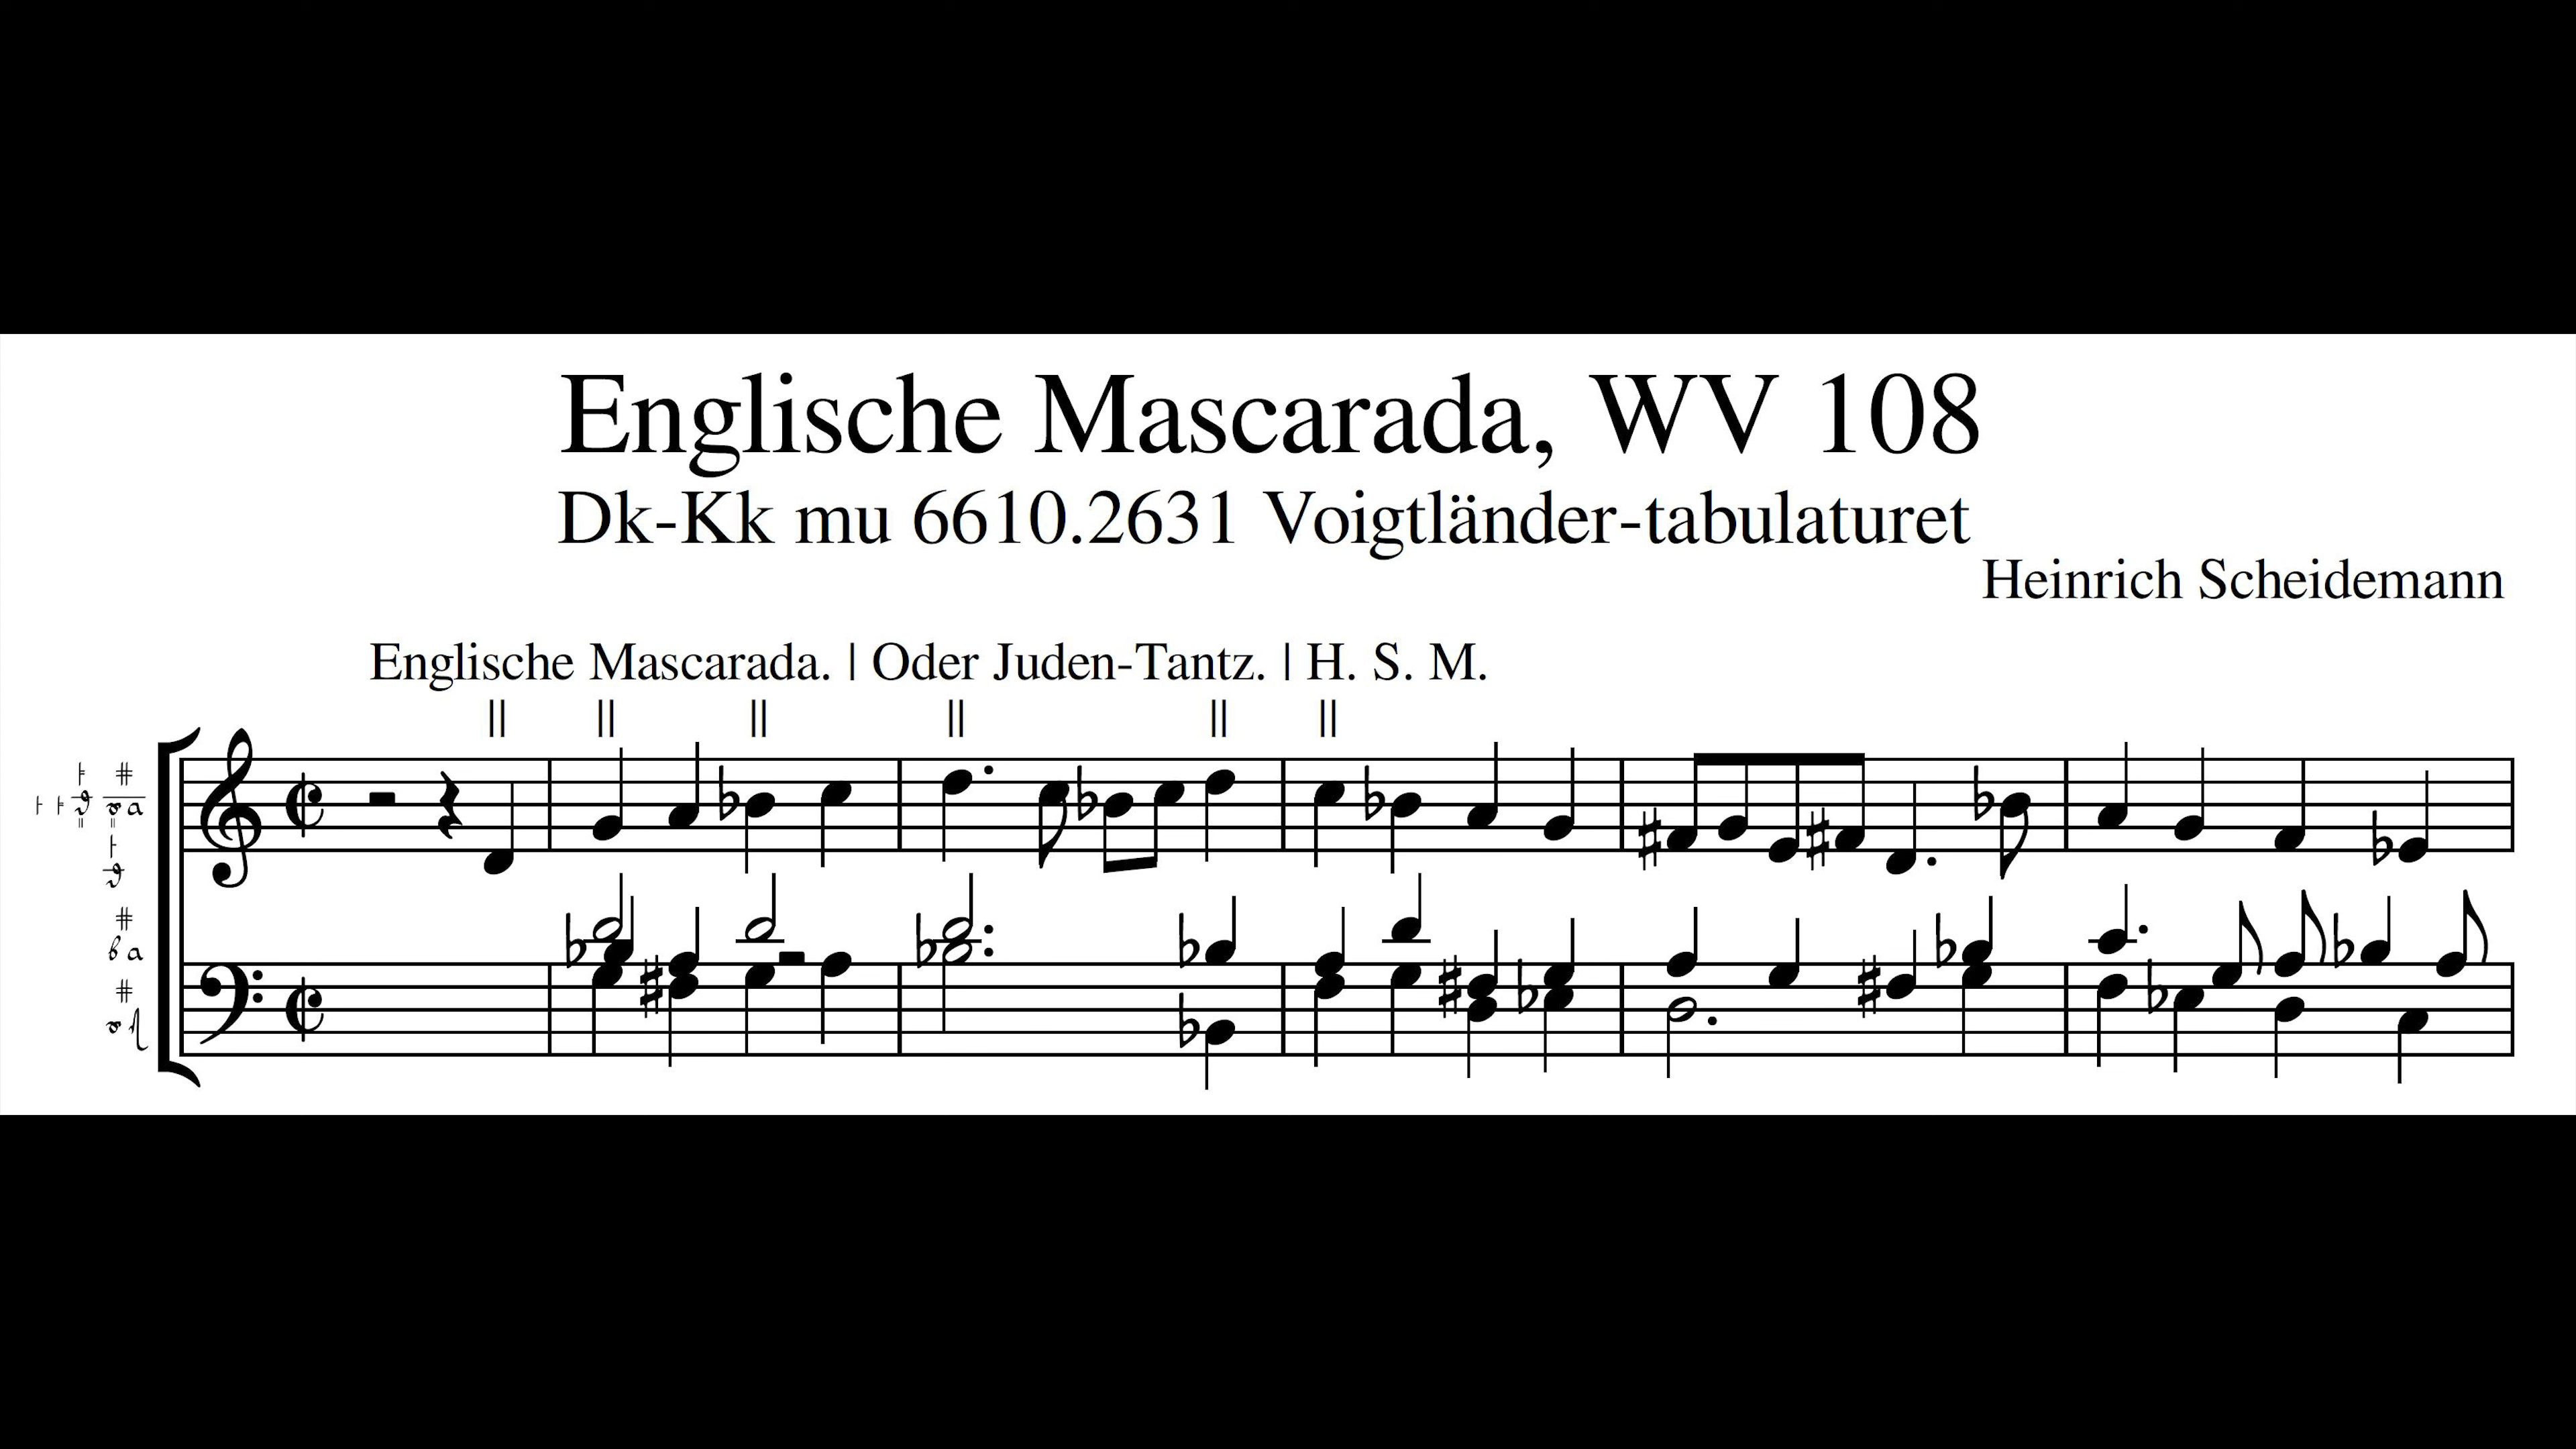 Englische Mascarada, WV 108
Dk-Kk mu 6610.2631 Voigtländer-tabulaturet
Heinrich Scheidemann
Englische Mascarada. | Oder Juden-Tantz. | H. S. M.